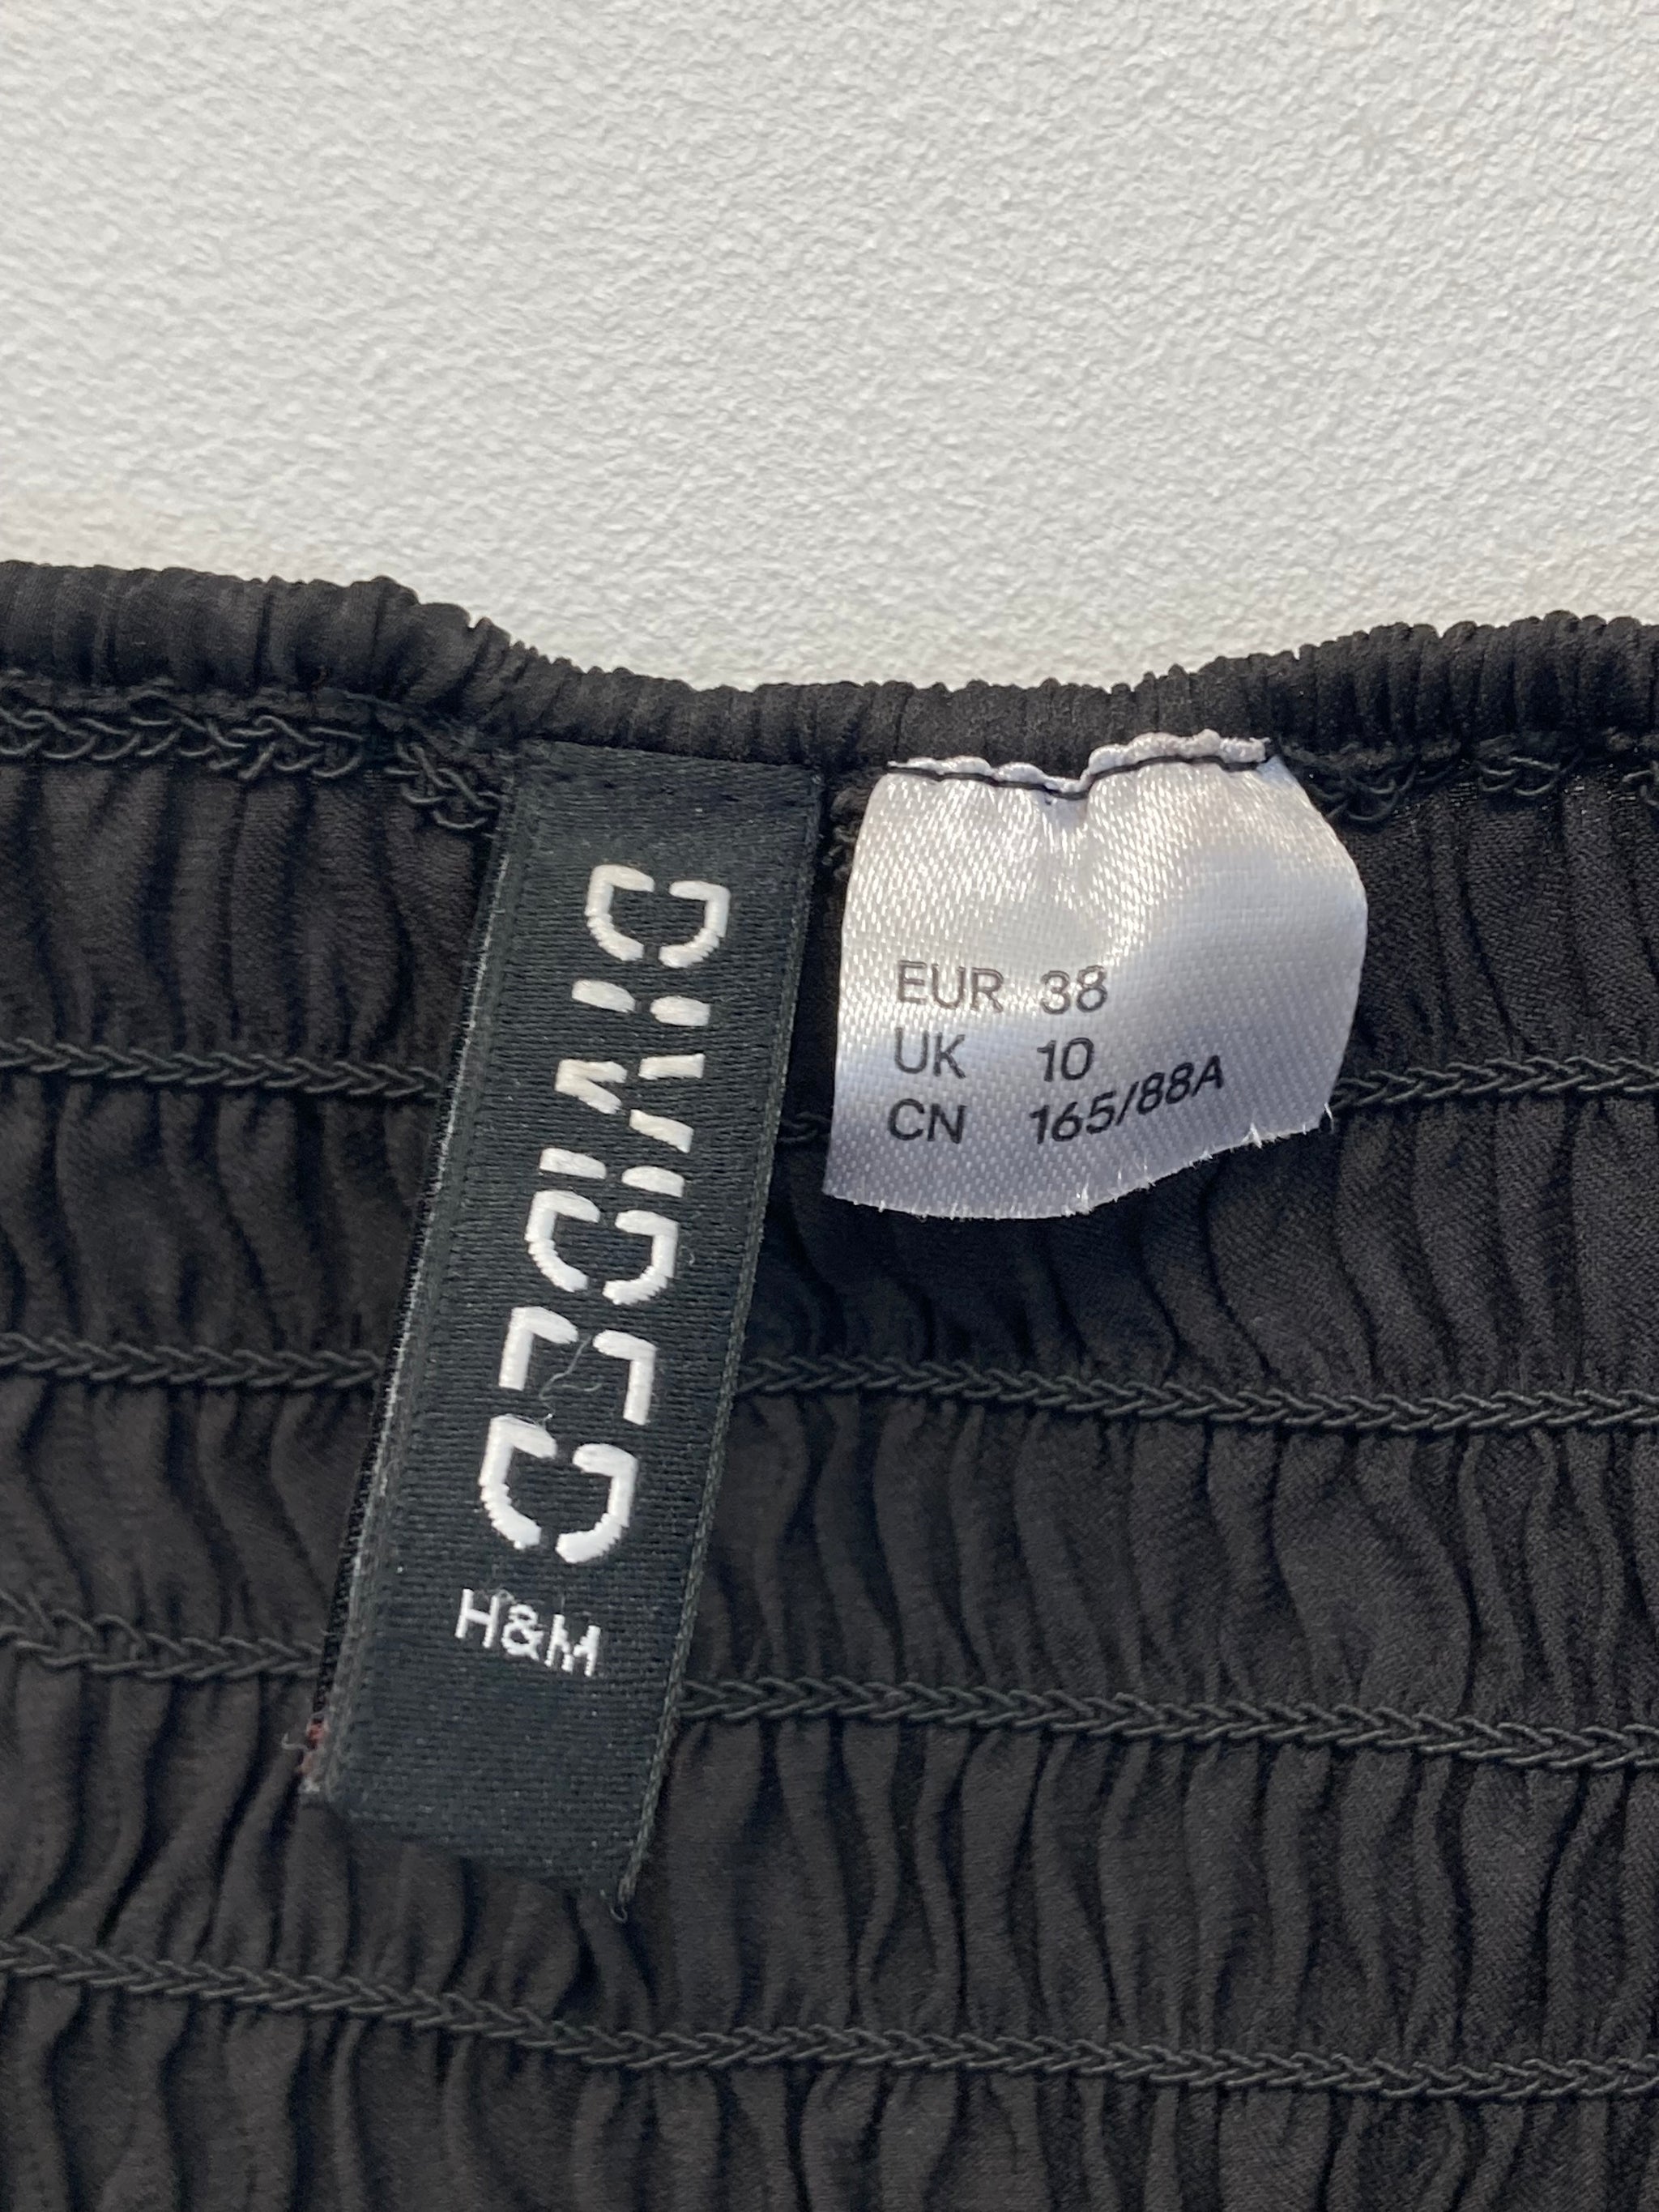 DIVIDED
H&M
EUR 38
UK 10
CN 165/88A